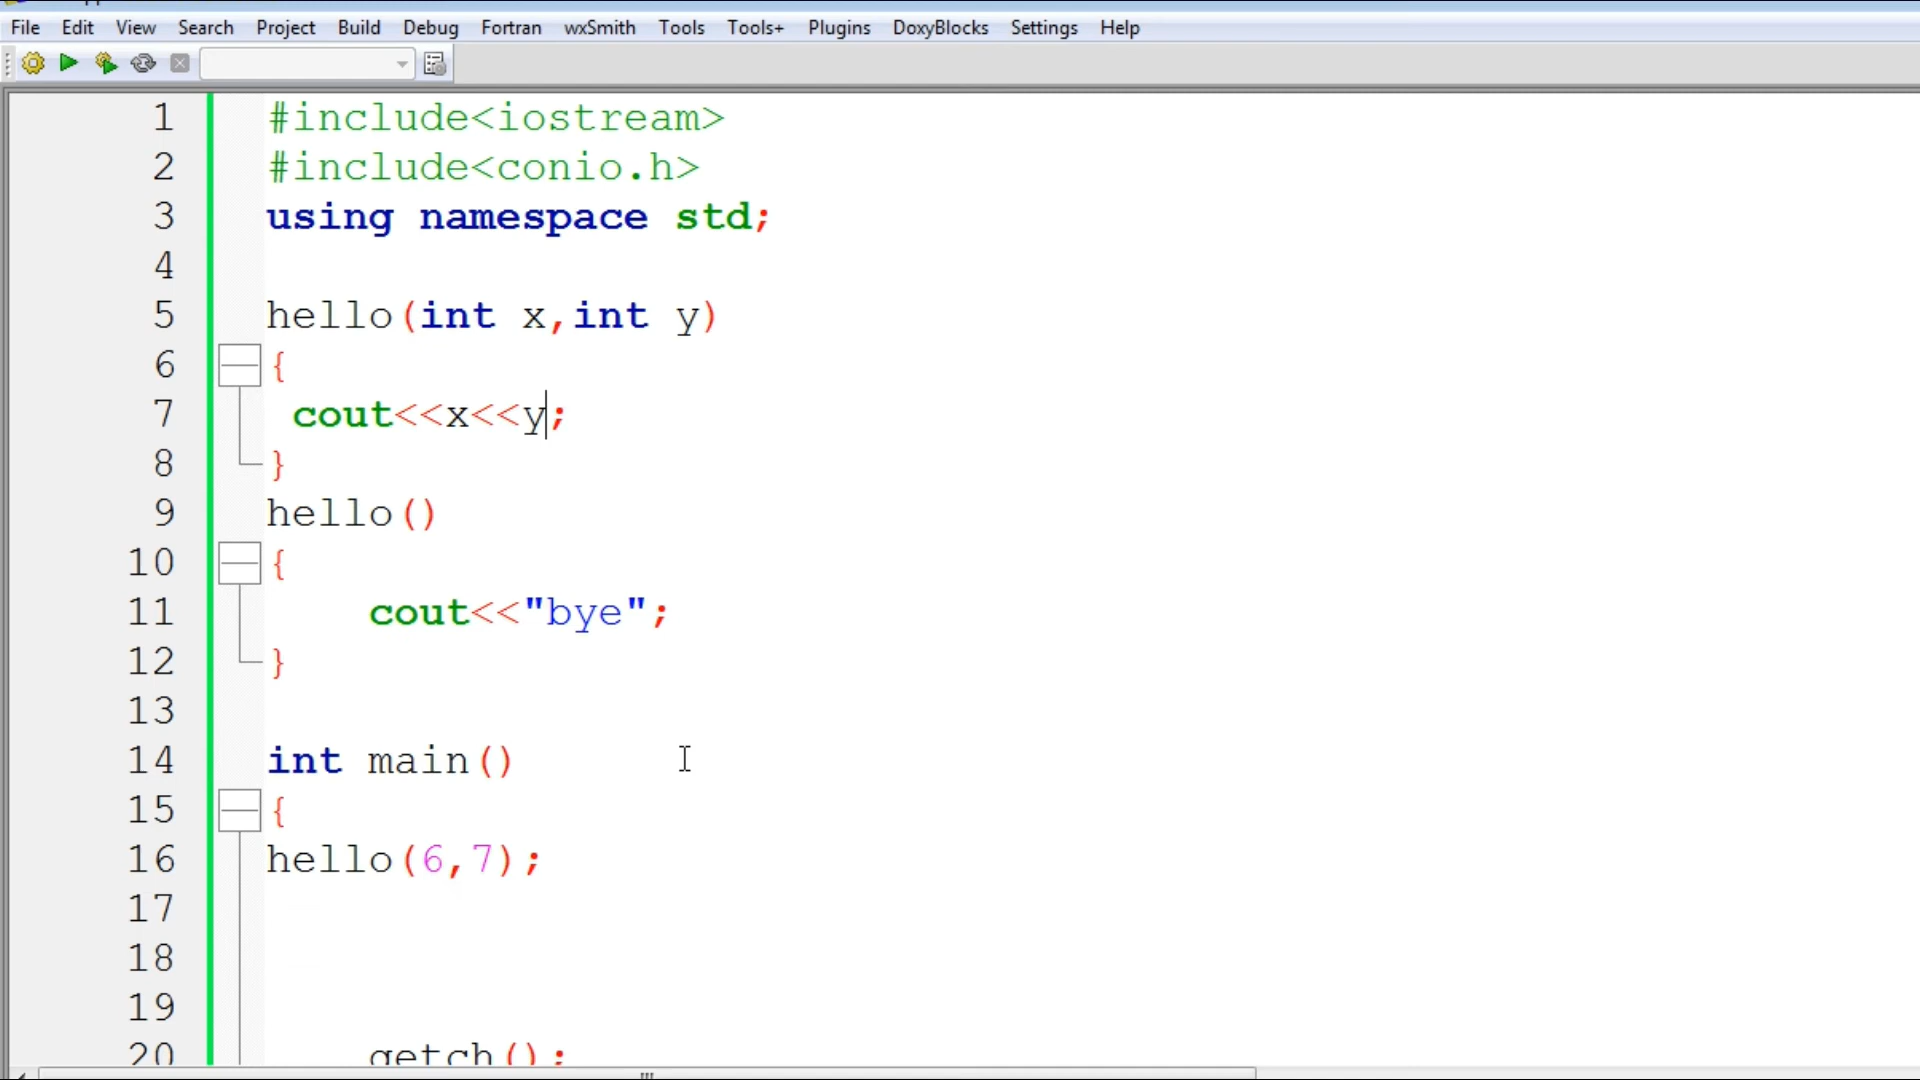 File Edit View Search Project Build Debug Fortran wxSmith Tools Tools+ Plugins DoxyBlocks Settings Help
1 #include<iostream>
2 #include<conio.h>
3 using namespace std;
4
5 hello(int x,int y)
6 {
7 cout<<x<<y;
8 }
9 hello()
10 {
11 cout<<"bye";
12 }
13
14 int main()
15 {
16 hello(6,7);
17
18
19
20 getch();